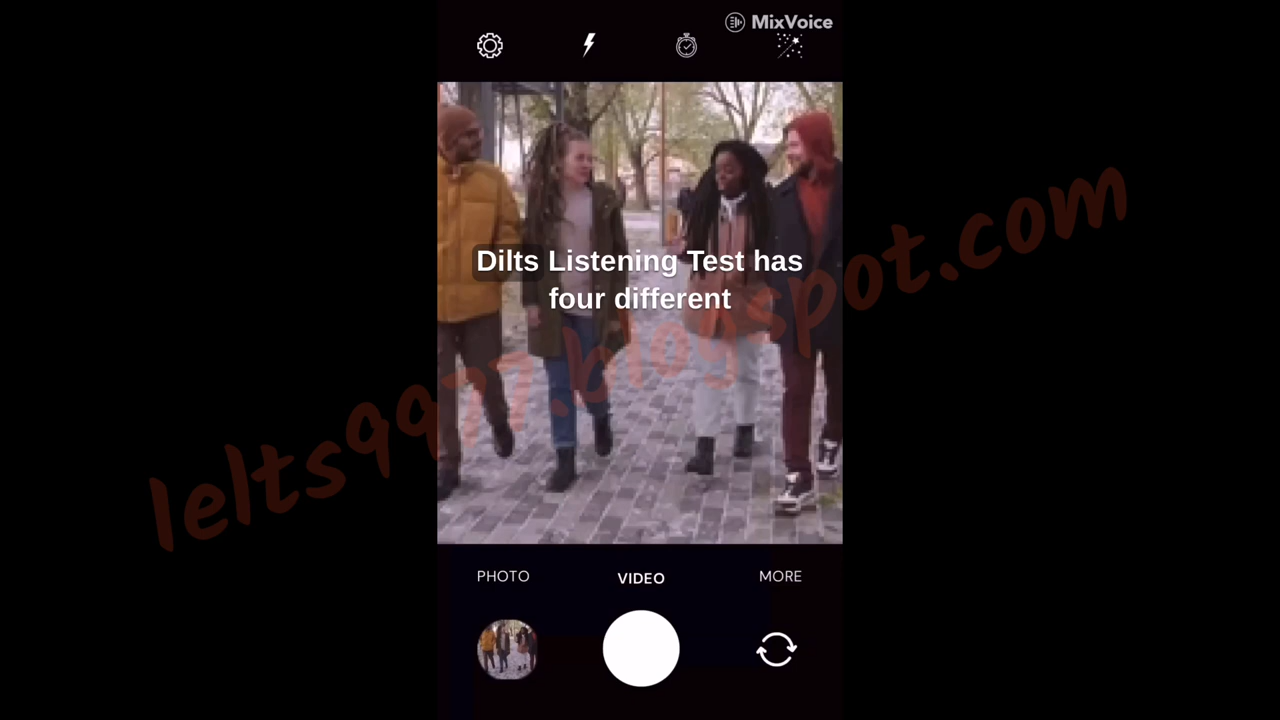 MixVoice
Dilts Listening Test has
four different
Ielts9977.blogspot.com
PHOTO
VIDEO
MORE